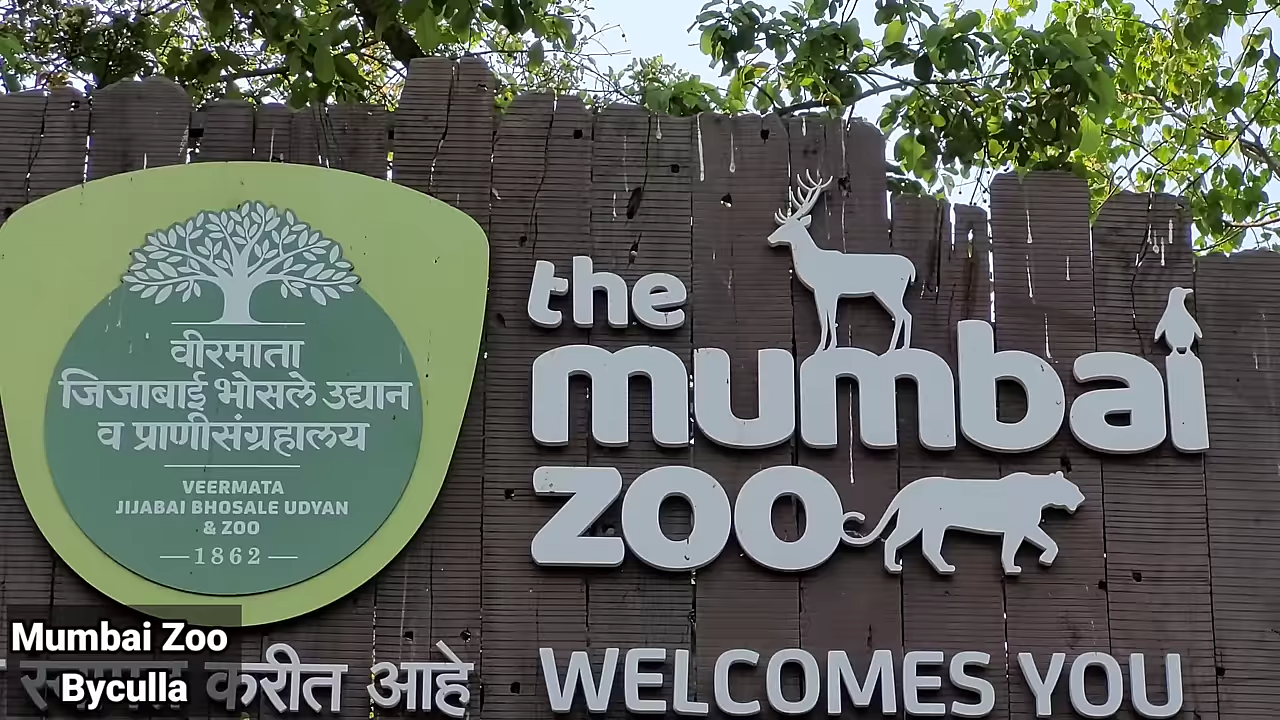 वीरमाता
जिजाबाई भोसले उद्यान
व प्राणीसंग्रहालय
VEERMATA
JIJABAI BHOSALE UDYAN
& ZOO
1862
the
mumbai
zoo
करीत आहे
WELCOMES YOU
Mumbai Zoo
Byculla